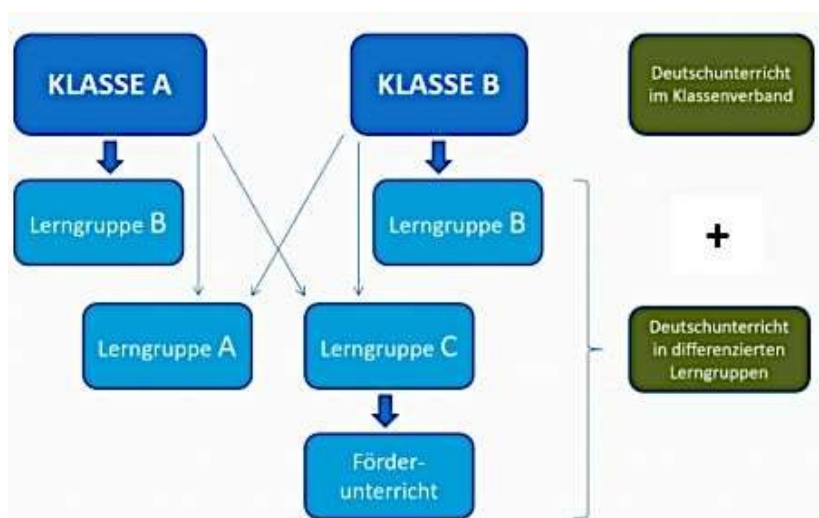 KLASSE A
KLASSE B
Deutschunterricht
im Klassenverband
Lerngruppe B
Lerngruppe B
+
Lerngruppe A
Lerngruppe C
Deutschunterricht
in differenzierten
Lerngruppen
Förder-
unterricht